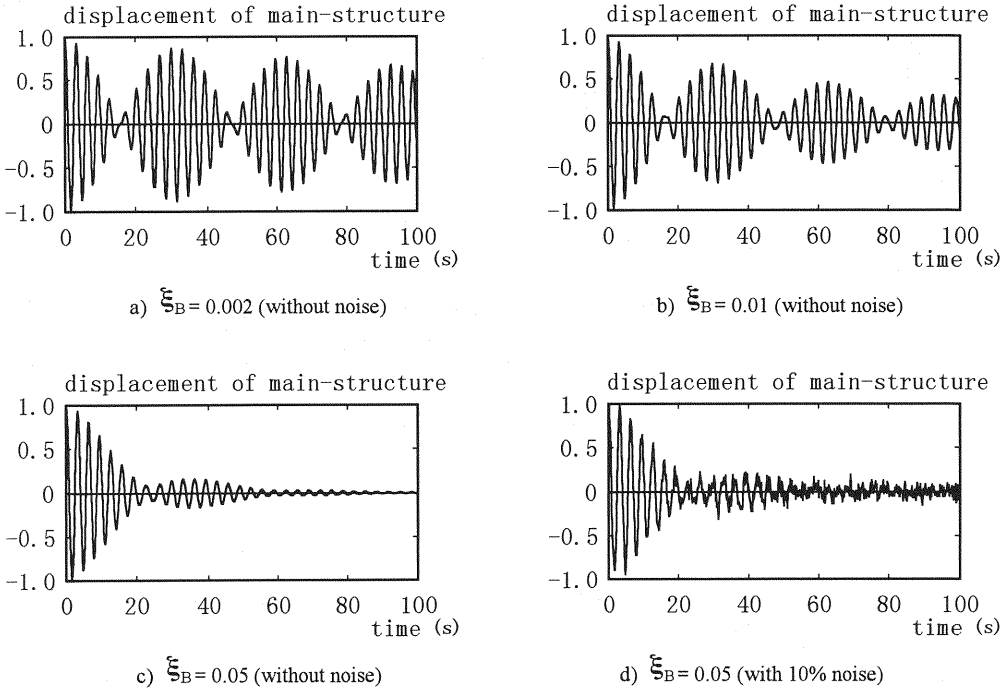 displacement of main-structure
1.0
0.5
0
-0.5
-1.0
0 20 40 60 80 100
time (s)
a) ξB = 0.002 (without noise)
displacement of main-structure
1.0
0.5
0
-0.5
-1.0
0 20 40 60 80 100
time (s)
b) ξB = 0.01 (without noise)
displacement of main-structure
1.0
0.5
0
-0.5
-1.0
0 20 40 60 80 100
time (s)
c) ξB = 0.05 (without noise)
displacement of main-structure
1.0
0.5
0
-0.5
-1.0
0 20 40 60 80 100
time (s)
d) ξB = 0.05 (with 10% noise)